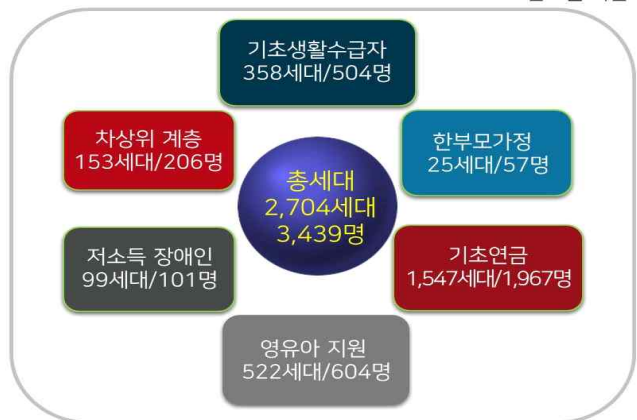 기초생활수급자
358세대/504명
차상위 계층
153세대/206명
한부모가정
25세대/57명
총세대
2,704세대
3,439명
저소득 장애인
99세대/101명
기초연금
1,547세대/1,967명
영유아 지원
522세대/604명